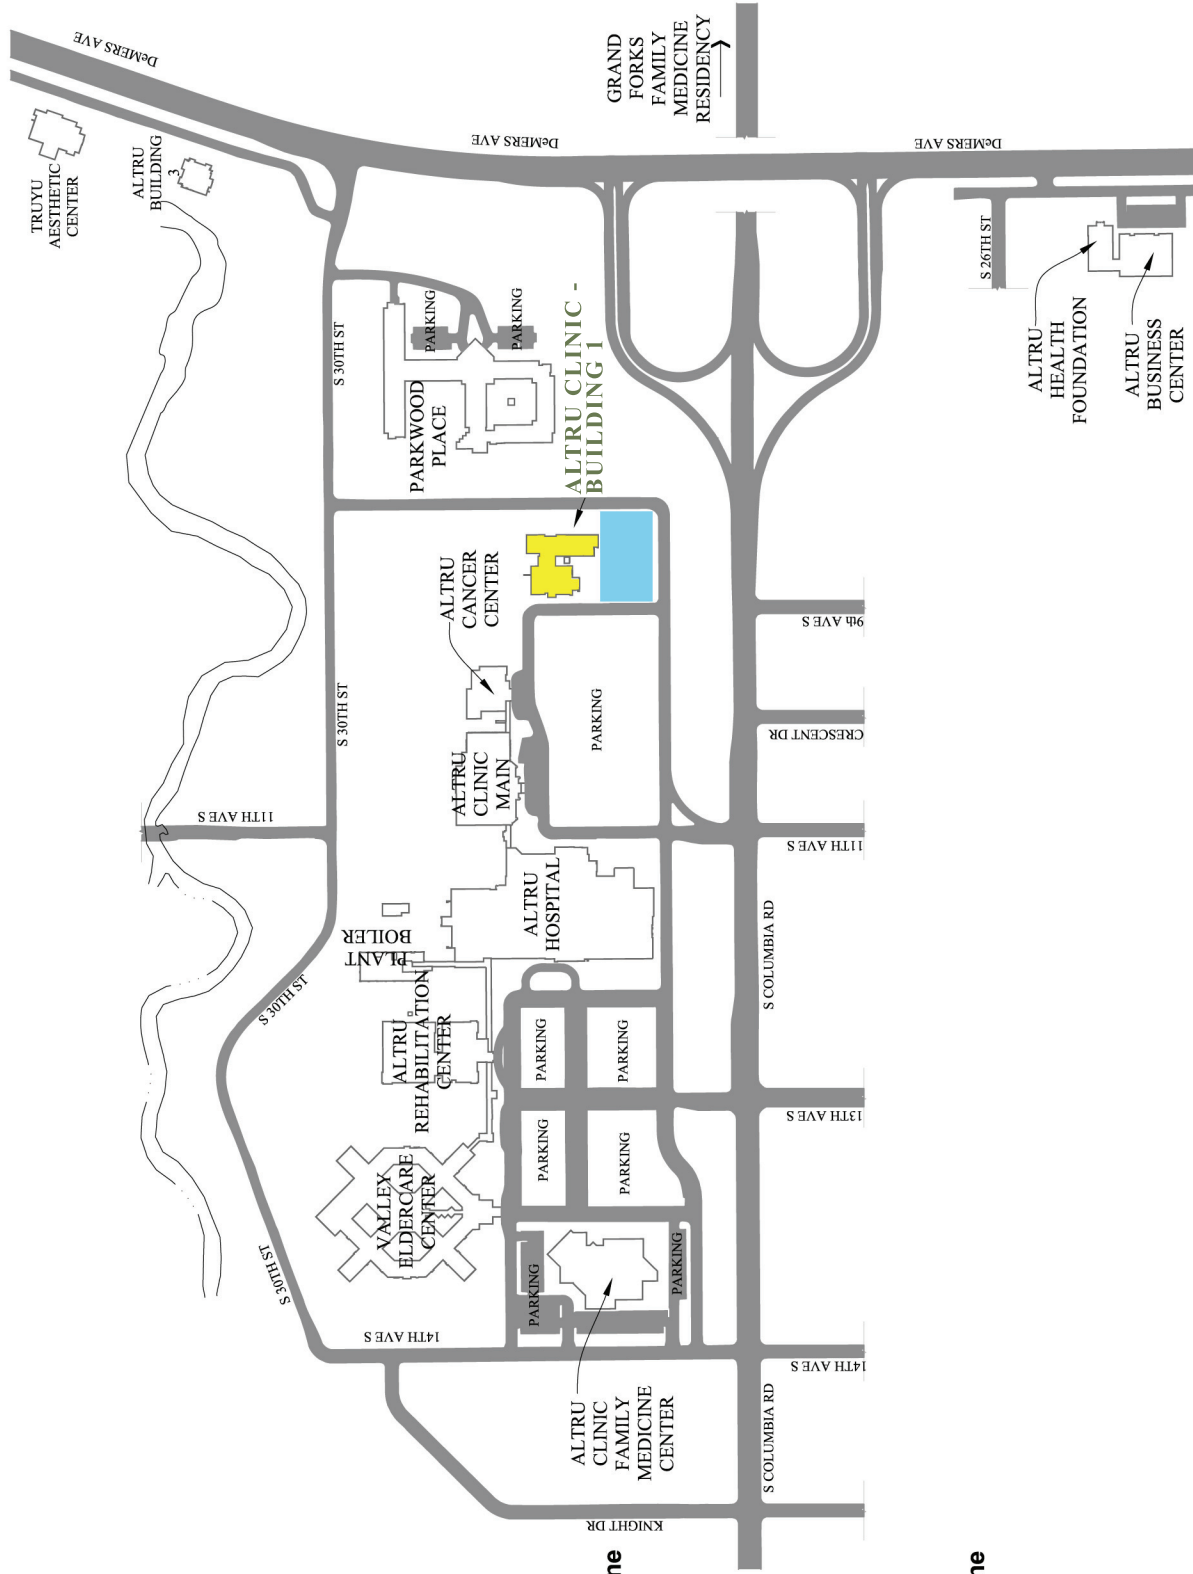 DeMERS AVE
TRUYU
AESTHETIC
CENTER
ALTRU
BUILDING
3
GRAND
FORKS
FAMILY
MEDICINE
RESIDENCY
DeMERS AVE
DeMERS AVE
S 26TH ST
ALTRU
HEALTH
FOUNDATION
ALTRU
BUSINESS
CENTER
S 30TH ST
PARKING
PARKING
PARKWOOD
PLACE
ALTRU CLINIC -
BUILDING 1
ALTRU
CANCER
CENTER
S 30TH ST
9th AVE S
PARKING
CRESCENT DR
ALTRU
CLINIC
MAIN
11TH AVE S
11TH AVE S
ALTRU
HOSPITAL
BOILER
PLANT
S COLUMBIA RD
S 30TH ST
ALTRU
REHABILITATION
CENTER
PARKING
PARKING
13TH AVE S
PARKING
PARKING
VALLEY
ELDERCARE
CENTER
S 30TH ST
PARKING
PARKING
14TH AVE S
14TH AVE S
ALTRU
CLINIC
FAMILY
MEDICINE
CENTER
S COLUMBIA RD
KNIGHT DR
ne
ne